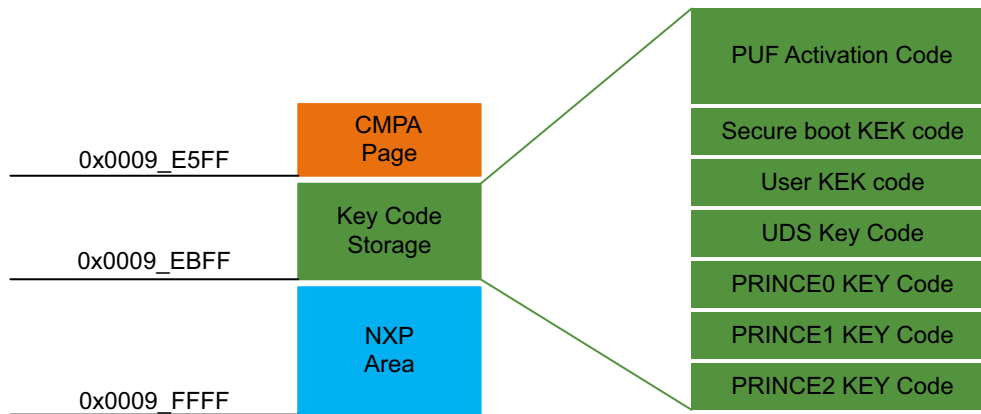 CMPA
Page
0x0009_E5FF
Key Code
Storage
0x0009_EBFF
NXP
Area
0x0009_FFFF
PUF Activation Code
Secure boot KEK code
User KEK code
UDS Key Code
PRINCE0 KEY Code
PRINCE1 KEY Code
PRINCE2 KEY Code